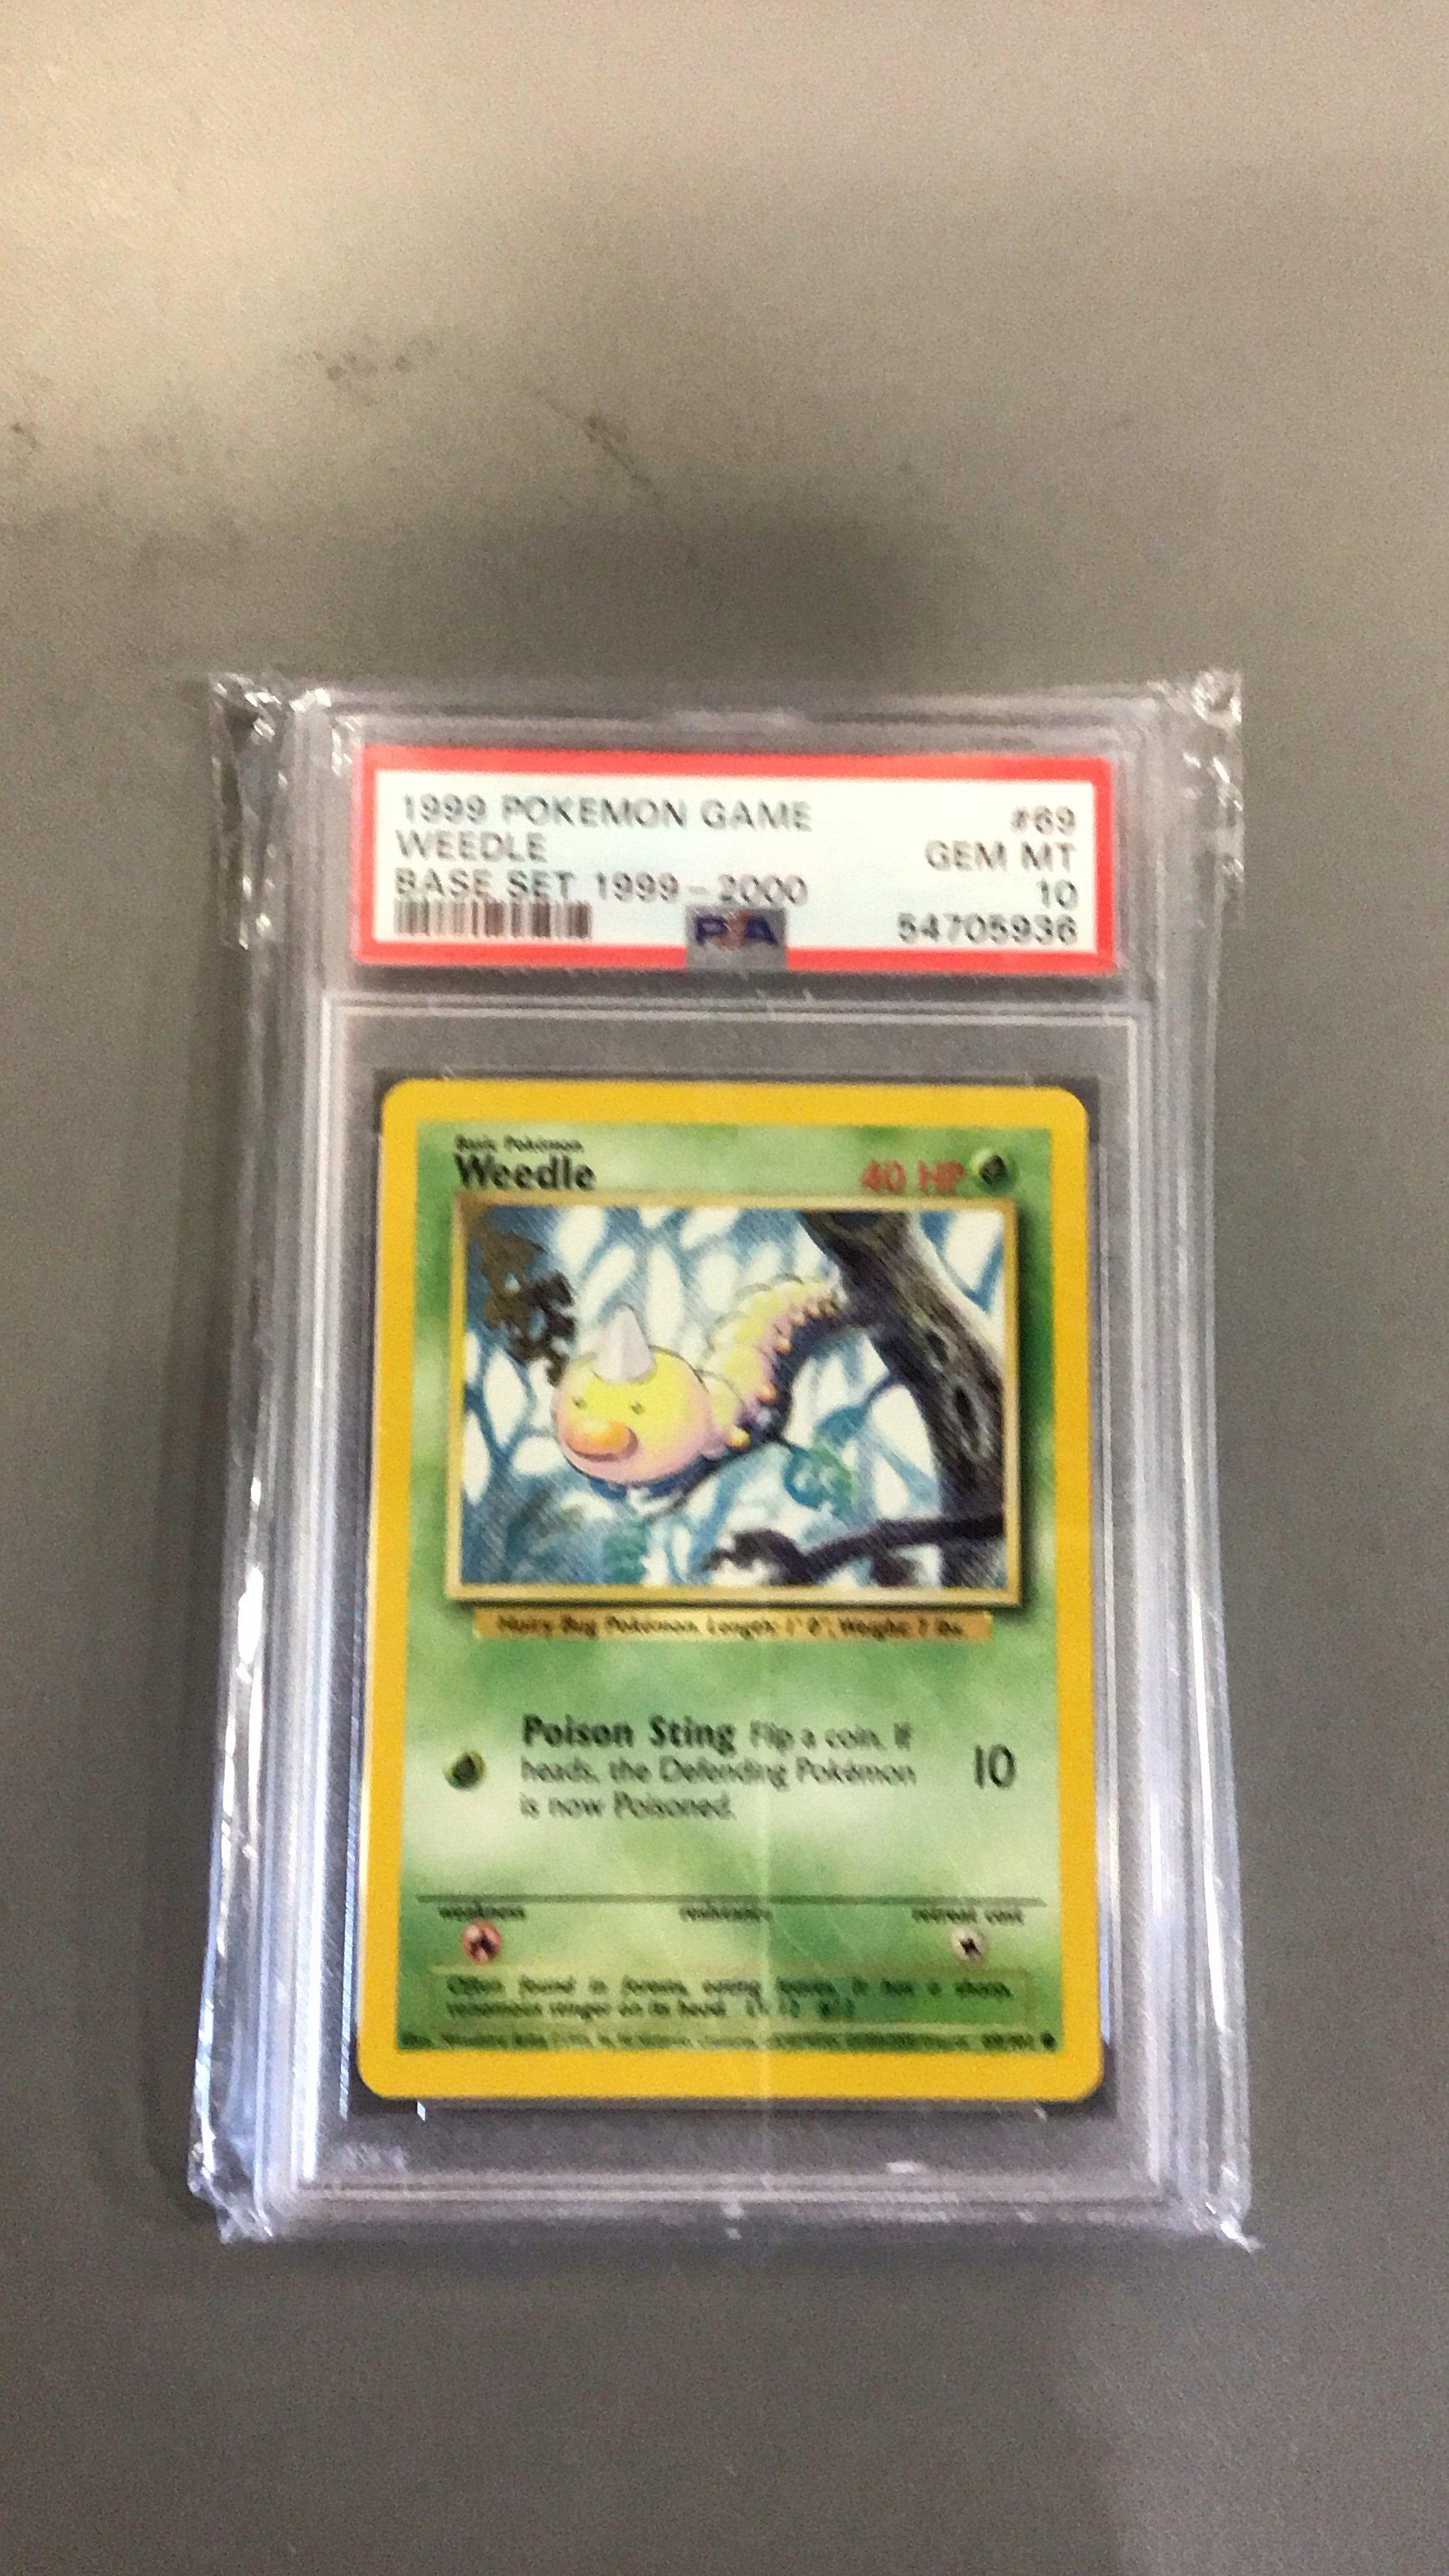 1999 POKEMON GAME #69
WEEDLE GEM MT
BASE SET 1999-2000 10
PSA 54705936
Basic Pokémon
Weedle 40 HP
Hairy Bug Pokémon. Length: 1' 0", Weight: 7 lbs.
Poison Sting Flip a coin. If
heads, the Defending Pokémon
is now Poisoned.
10
weakness resistance retreat cost
Often found in forests, eating leaves. It has a sharp,
venomous stinger on its head. LV. 12 #13